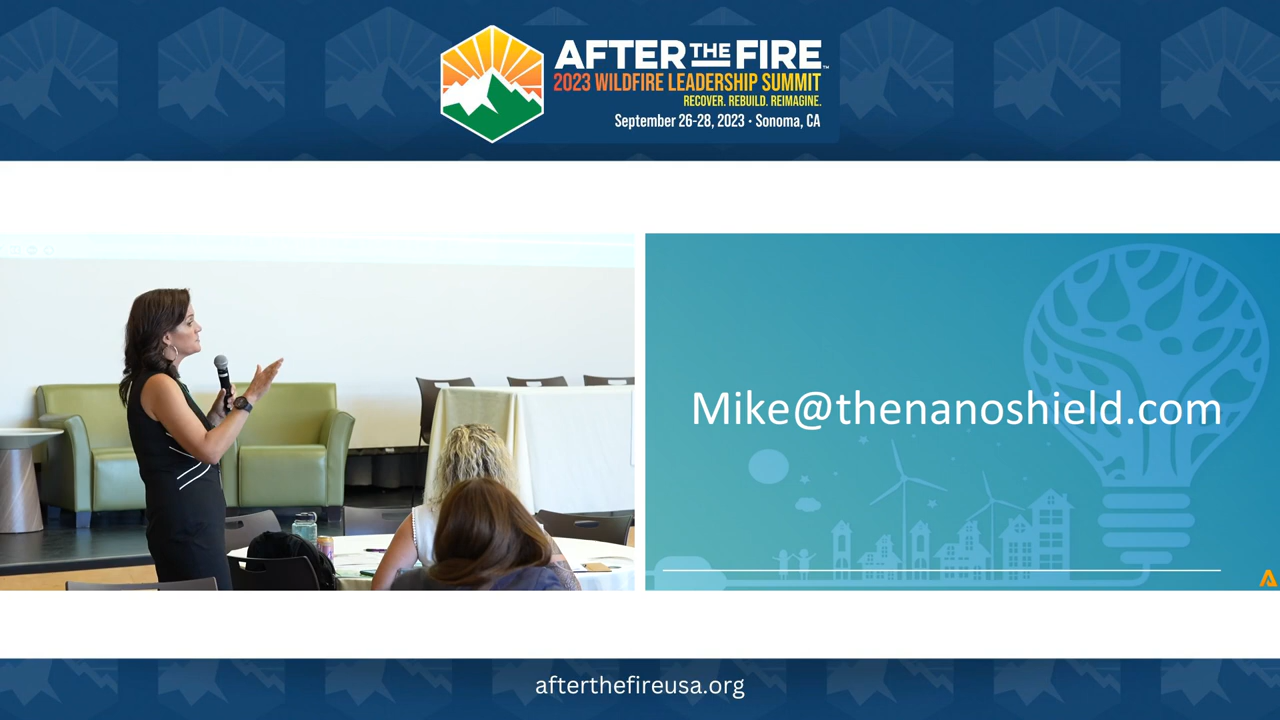 AFTER THE FIRE™
2023 WILDFIRE LEADERSHIP SUMMIT
RECOVER. REBUILD. REIMAGINE.
September 26-28, 2023 • Sonoma, CA
Mike@thenanoshield.com
afterthefireusa.org